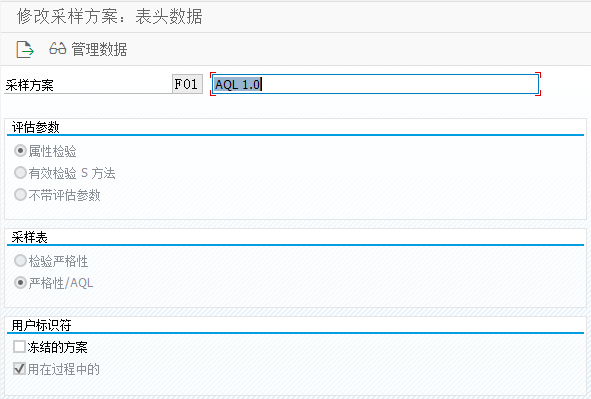 修改采样方案：表头数据
管理数据
采样方案 F01 AQL 1.0
评估参数
属性检验
有效检验 S 方法
不带评估参数
采样表
检验严格性
严格性/AQL
用户标识符
冻结的方案
用在过程中的